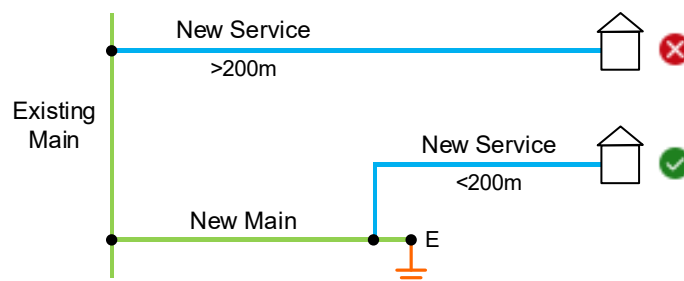 New Service
>200m
Existing
Main
New Service
<200m
New Main
E